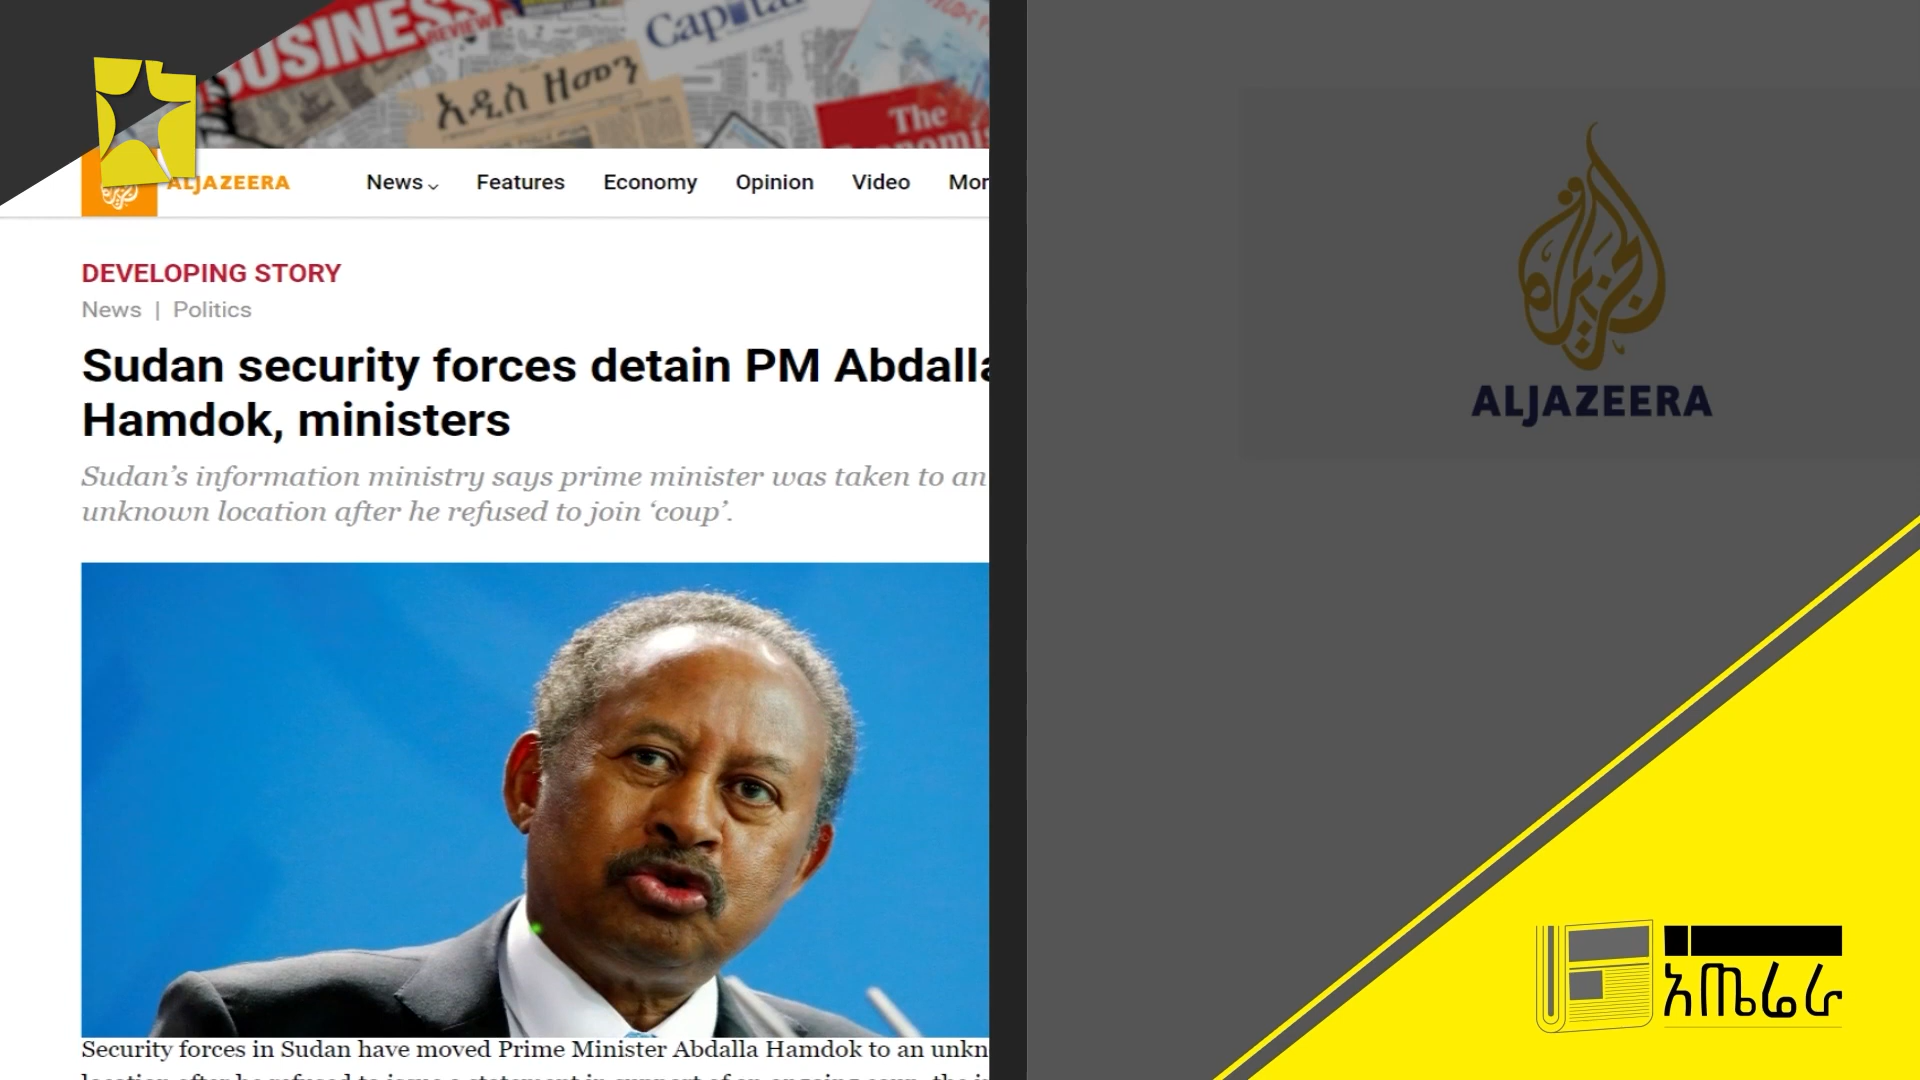 BUSINESS
REVIEW
Capital
አዲስ ዘመን
The
ALJAZEERA
News Features Economy Opinion Video Mor
DEVELOPING STORY
News | Politics
Sudan security forces detain PM Abdalla
Hamdok, ministers
Sudan’s information ministry says prime minister was taken to an
unknown location after he refused to join ‘coup’.
Security forces in Sudan have moved Prime Minister Abdalla Hamdok to an unkn
الجزيرة
ALJAZEERA